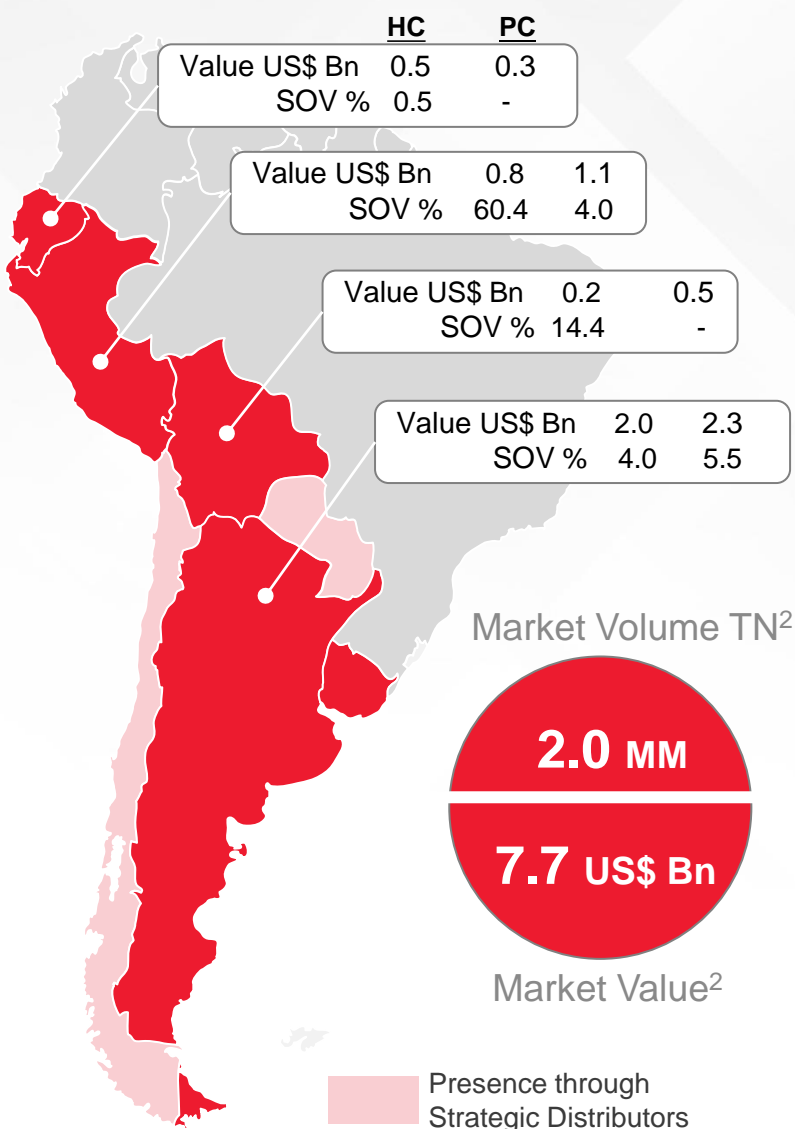 HC PC
Value US$ Bn 0.5 0.3
SOV % 0.5 -
Value US$ Bn 0.8 1.1
SOV % 60.4 4.0
Value US$ Bn 0.2 0.5
SOV % 14.4 -
Value US$ Bn 2.0 2.3
SOV % 4.0 5.5
Market Volume TN²
2.0 MM
7.7 US$ Bn
Market Value²
Presence through
Strategic Distributors